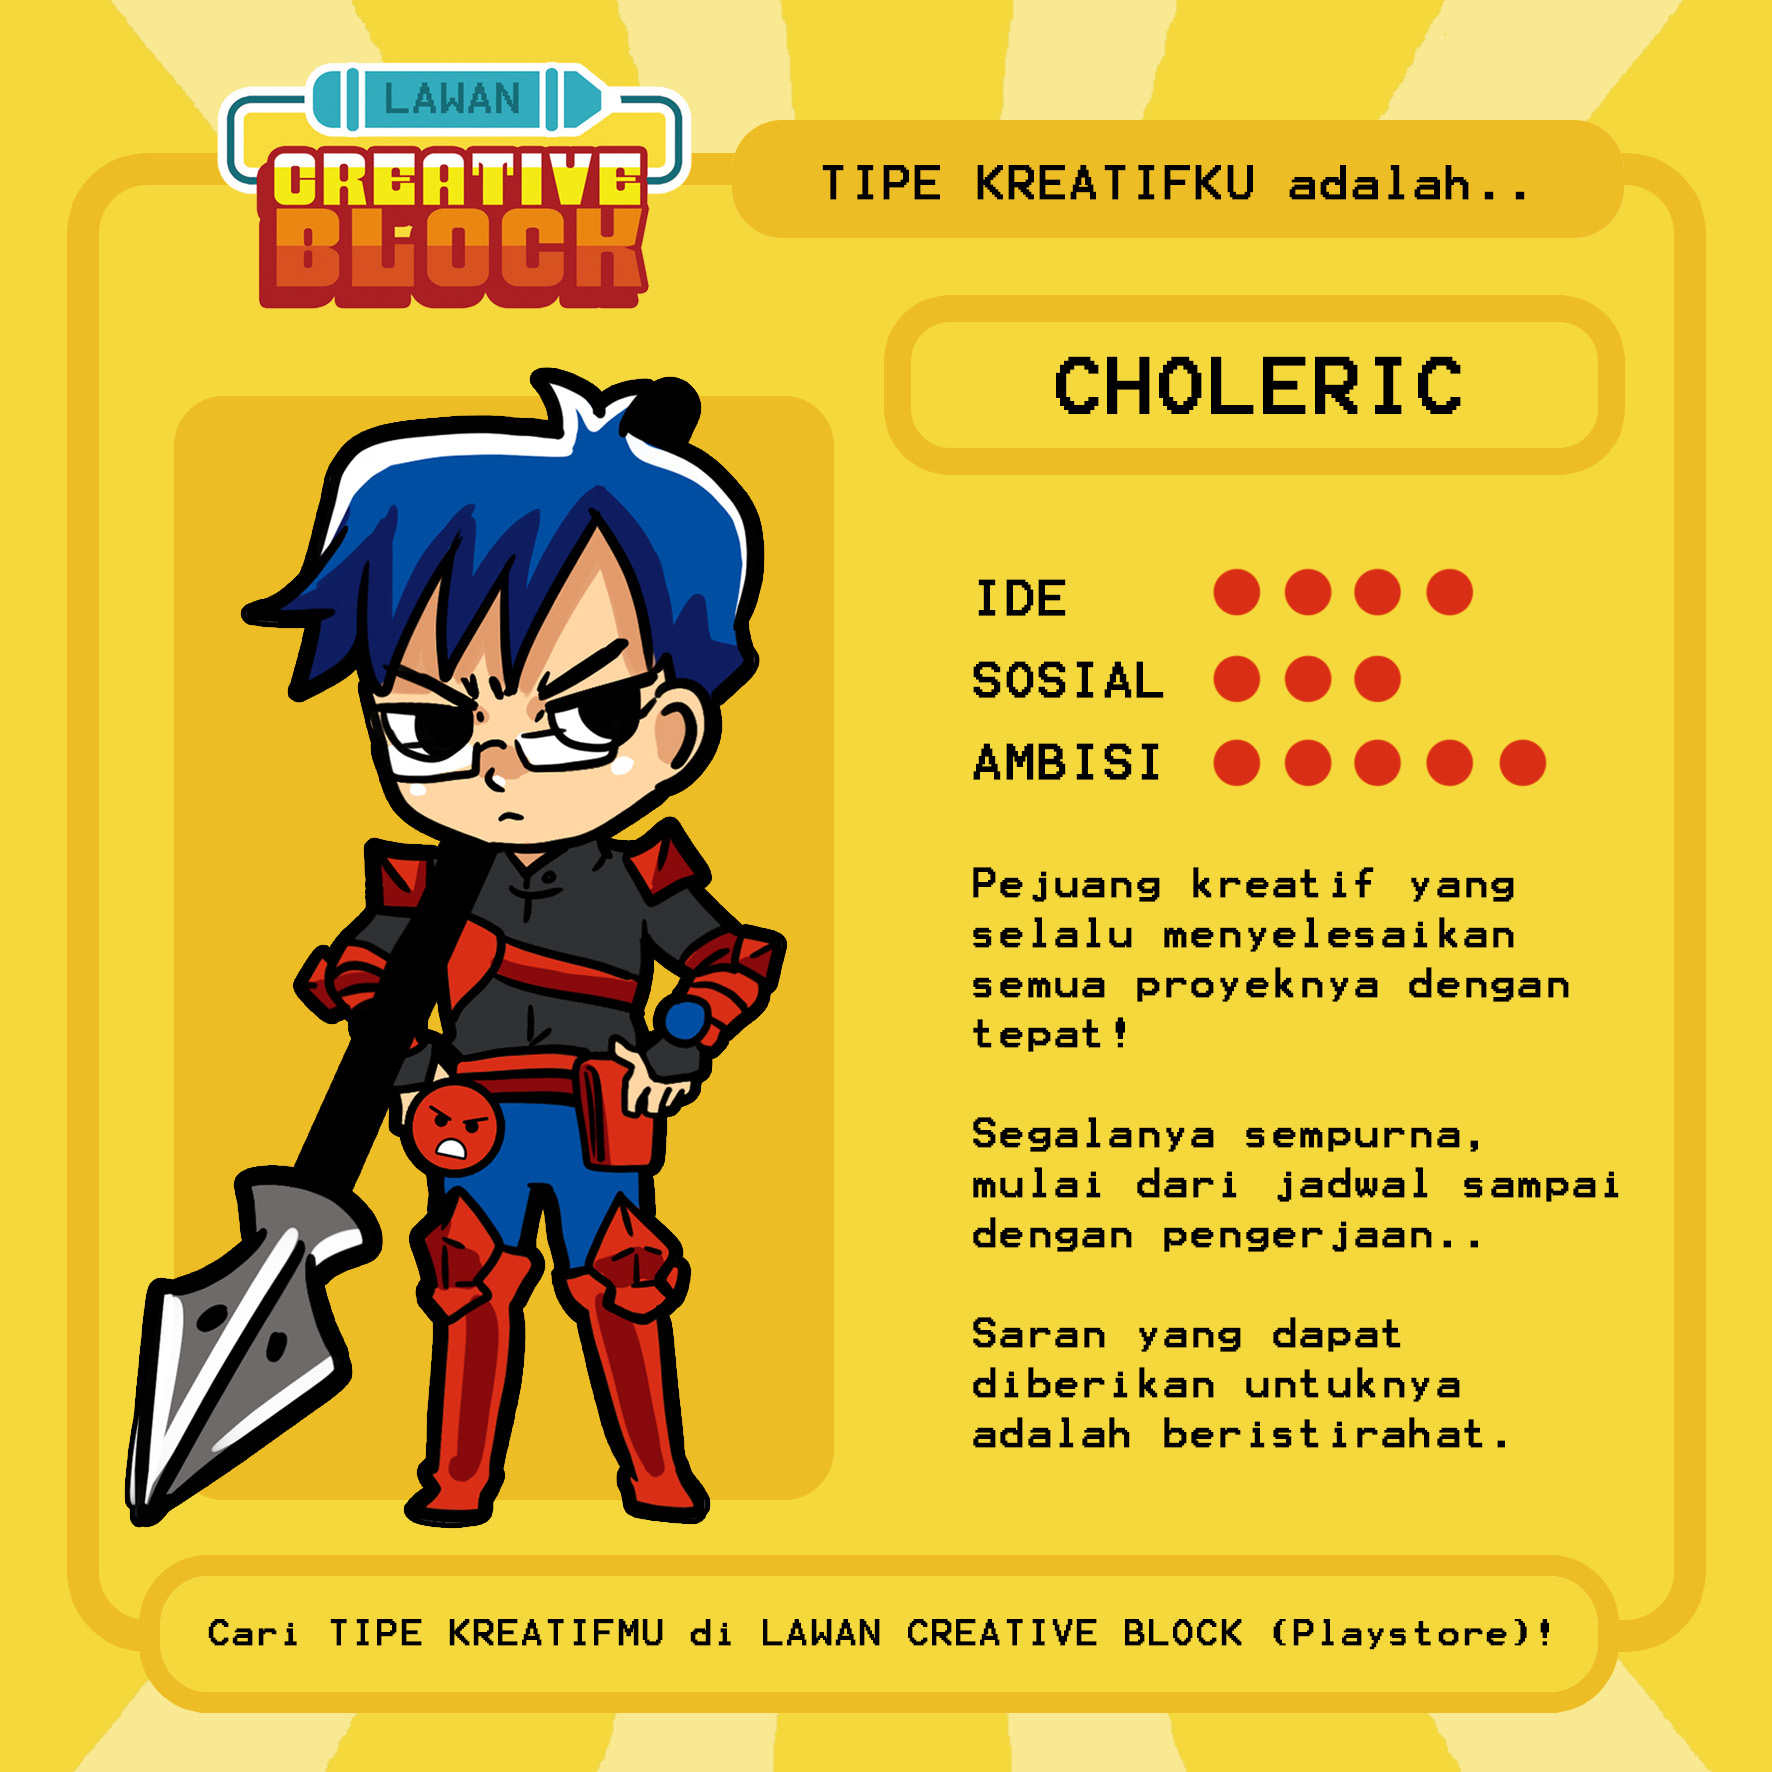 LAWAN
CREATIVE
BLOCK
TIPE KREATIFKU adalah..
CHOLERIC
IDE
SOSIAL
AMBISI
Pejuang kreatif yang
selalu menyelesaikan
semua proyeknya dengan
tepat!
Segalanya sempurna,
mulai dari jadwal sampai
dengan pengerjaan..
Saran yang dapat
diberikan untuknya
adalah beristirahat.
Cari TIPE KREATIFMU di LAWAN CREATIVE BLOCK (Playstore)!